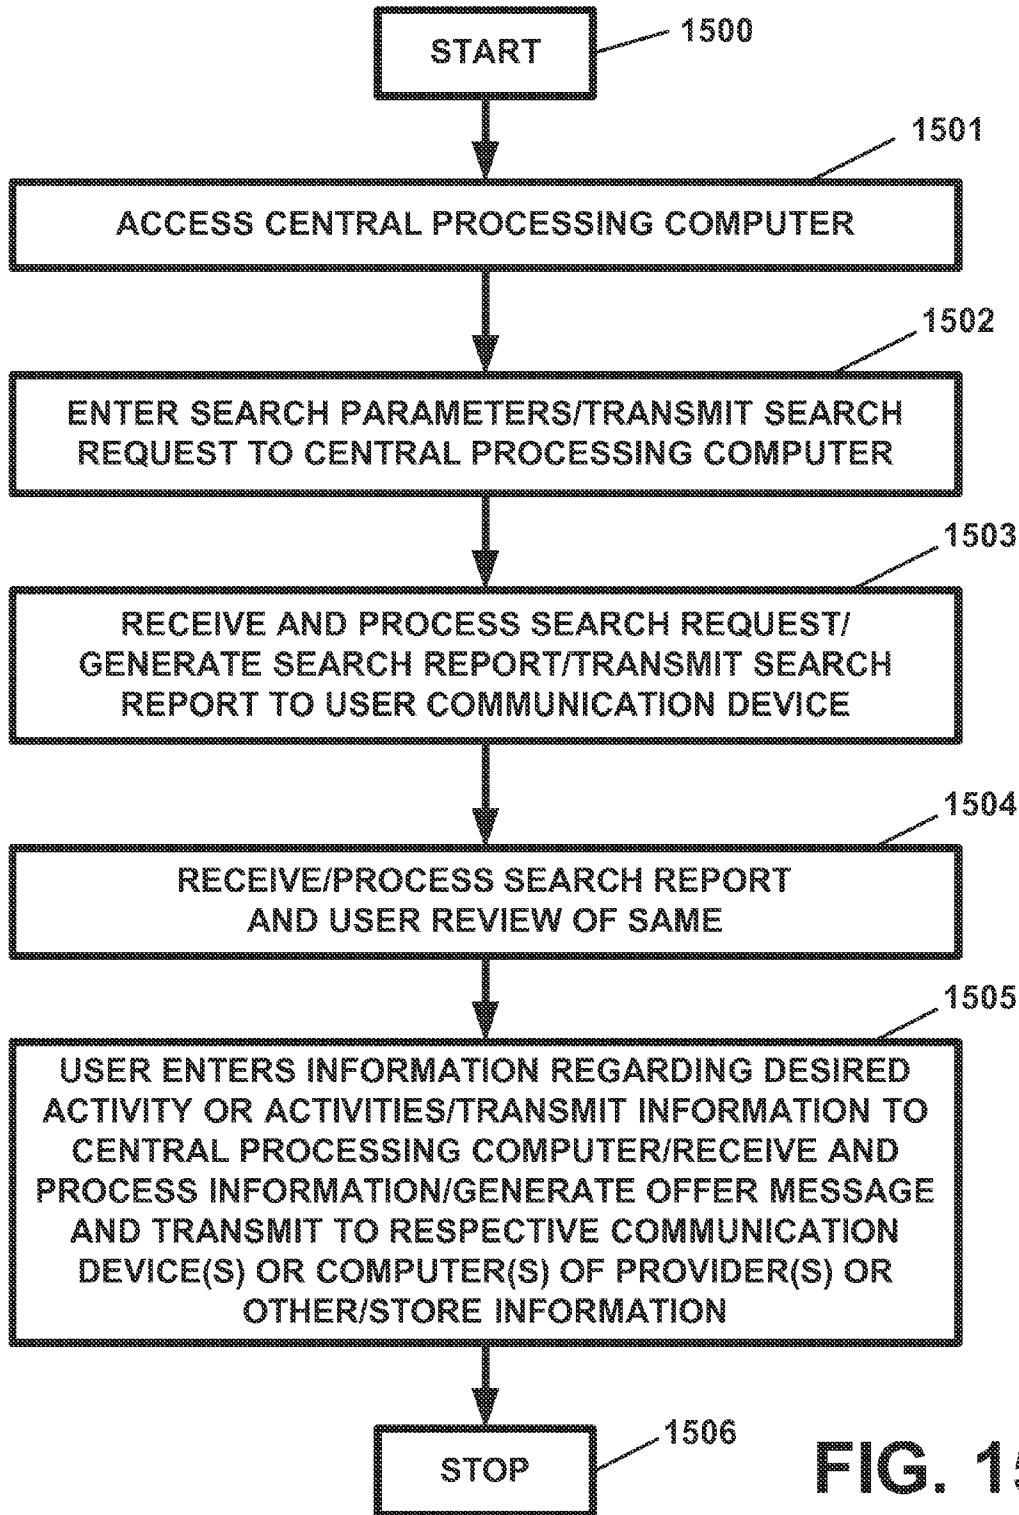 START
1500
1501
ACCESS CENTRAL PROCESSING COMPUTER
1502
ENTER SEARCH PARAMETERS/TRANSMIT SEARCH
REQUEST TO CENTRAL PROCESSING COMPUTER
1503
RECEIVE AND PROCESS SEARCH REQUEST/
GENERATE SEARCH REPORT/TRANSMIT SEARCH
REPORT TO USER COMMUNICATION DEVICE
1504
RECEIVE/PROCESS SEARCH REPORT
AND USER REVIEW OF SAME
1505
USER ENTERS INFORMATION REGARDING DESIRED
ACTIVITY OR ACTIVITIES/TRANSMIT INFORMATION TO
CENTRAL PROCESSING COMPUTER/RECEIVE AND
PROCESS INFORMATION/GENERATE OFFER MESSAGE
AND TRANSMIT TO RESPECTIVE COMMUNICATION
DEVICE(S) OR COMPUTER(S) OF PROVIDER(S) OR
OTHER/STORE INFORMATION
1506
STOP
FIG. 15